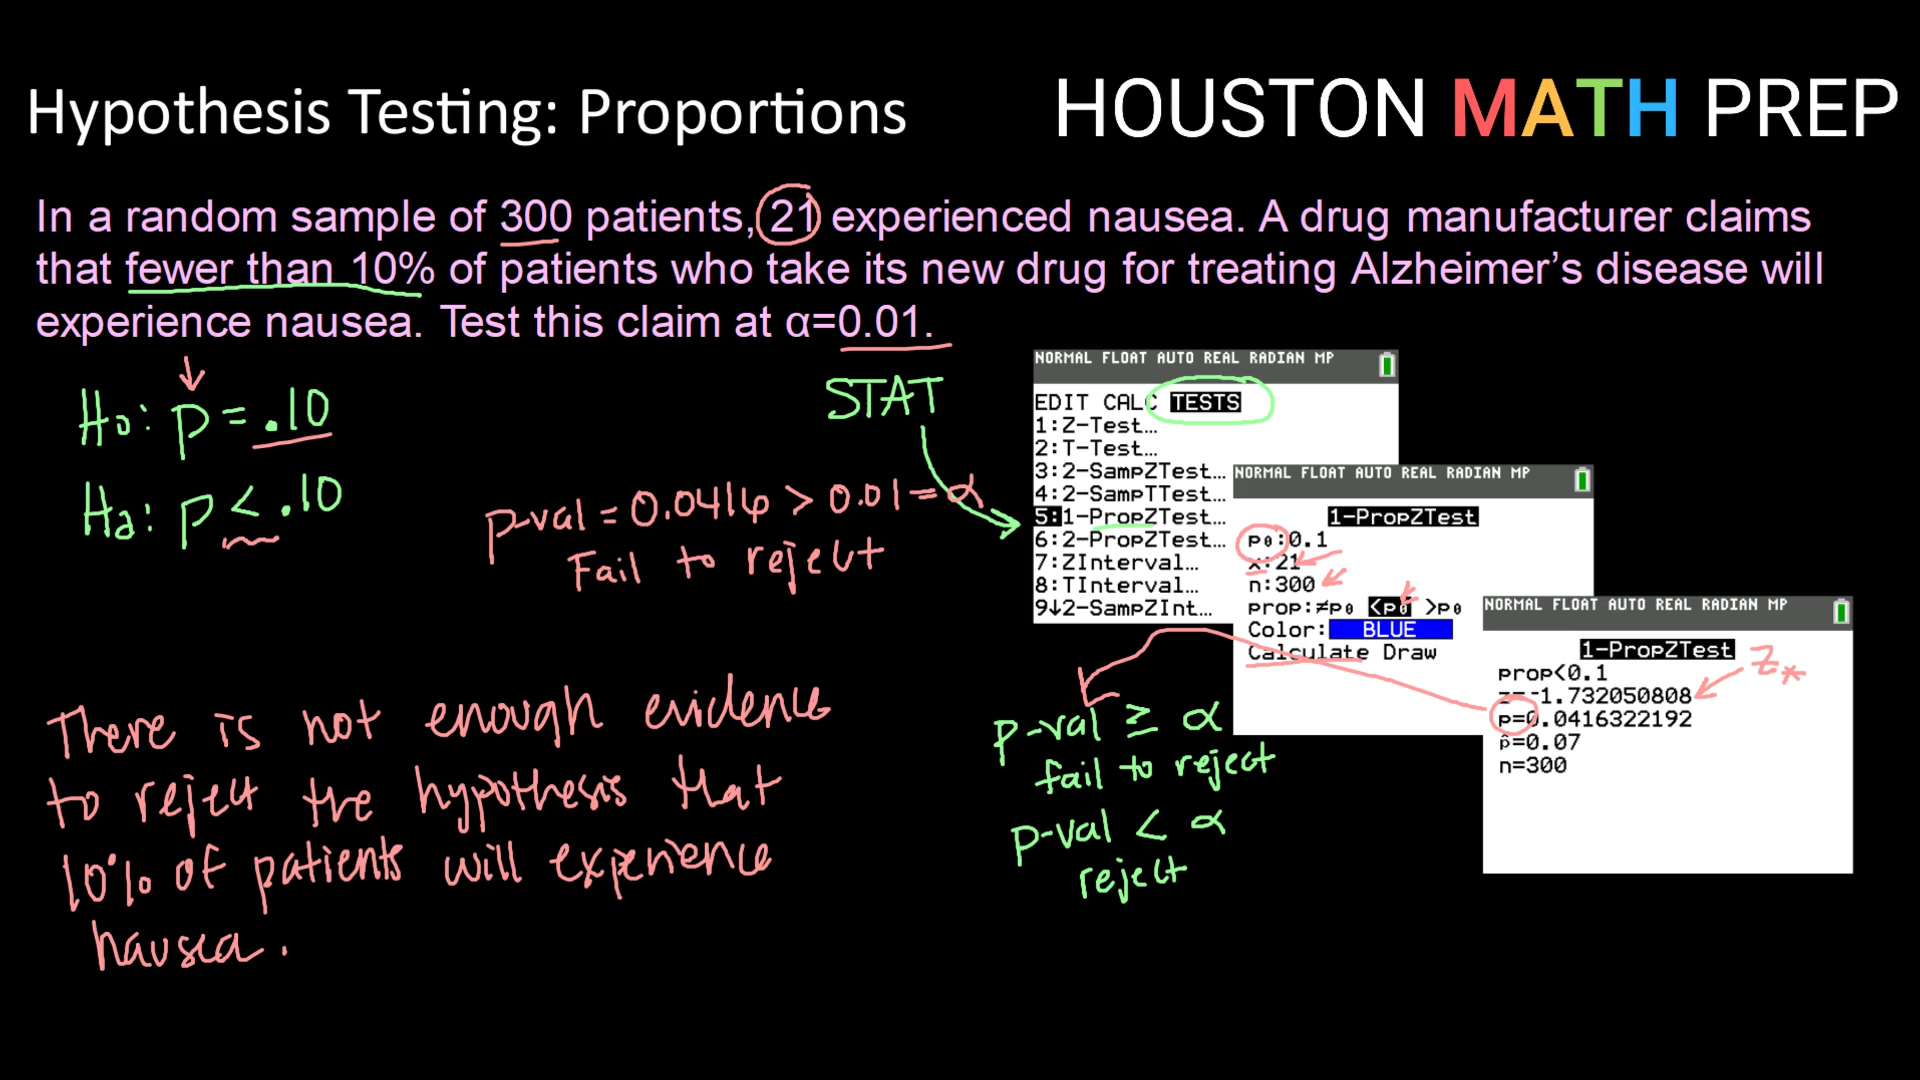 Hypothesis Testing: Proportions
HOUSTON MATH PREP
In a random sample of 300 patients, 21 experienced nausea. A drug manufacturer claims
that fewer than 10% of patients who take its new drug for treating Alzheimer’s disease will
experience nausea. Test this claim at α=0.01.
Ho: p = .10
Ha: p < .10
STAT
p-val = 0.0416 > 0.01 = α
Fail to reject
NORMAL FLOAT AUTO REAL RADIAN MP
EDIT CALC TESTS
1:Z-Test…
2:T-Test…
3:2-SampZTest…
4:2-SampTTest…
5:1-PropZTest…
6:2-PropZTest…
7:ZInterval…
8:TInterval…
9↓2-SampZInt…
NORMAL FLOAT AUTO REAL RADIAN MP
1-PropZTest
p0:0.1
x:21
n:300
prop:≠p0 <p0 >p0
Color: BLUE
Calculate Draw
NORMAL FLOAT AUTO REAL RADIAN MP
1-PropZTest
prop<0.1
z=-1.732050808
p=0.0416322192
p̂=0.07
n=300
Z*
There is not enough evidence
to reject the hypothesis that
10% of patients will experience
nausea.
p-val ≥ α
fail to reject
p-val < α
reject